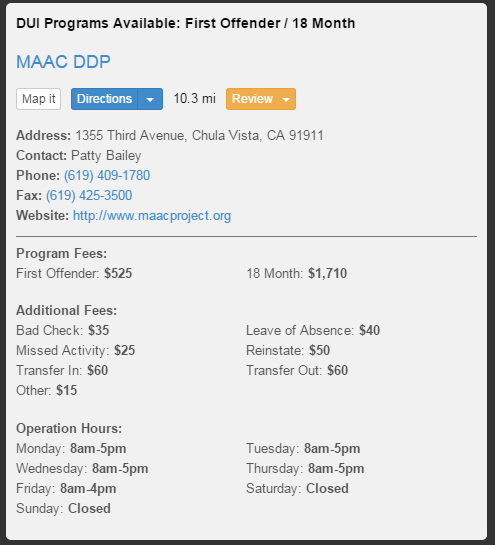 DUI Programs Available: First Offender / 18 Month
MAAC DDP
Map it Directions 10.3 mi Review
Address: 1355 Third Avenue, Chula Vista, CA 91911
Contact: Patty Bailey
Phone: (619) 409-1780
Fax: (619) 425-3500
Website: http://www.maacproject.org
Program Fees:
First Offender: $525 18 Month: $1,710
Additional Fees:
Bad Check: $35 Leave of Absence: $40
Missed Activity: $25 Reinstate: $50
Transfer In: $60 Transfer Out: $60
Other: $15
Operation Hours:
Monday: 8am-5pm Tuesday: 8am-5pm
Wednesday: 8am-5pm Thursday: 8am-5pm
Friday: 8am-4pm Saturday: Closed
Sunday: Closed